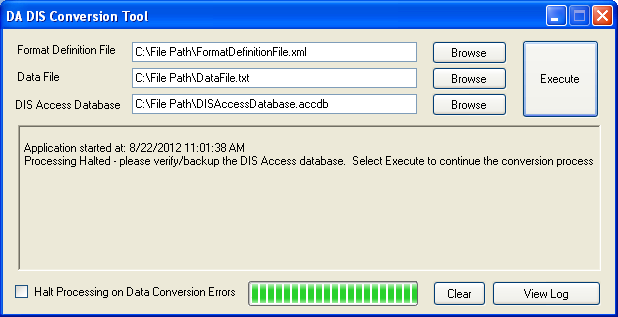 DA DIS Conversion Tool
Format Definition File C:\File Path\FormatDefinitionFile.xml Browse
Data File C:\File Path\DataFile.txt Browse
Execute
DIS Access Database C:\File Path\DISAccessDatabase.accdb Browse
Application started at: 8/22/2012 11:01:38 AM
Processing Halted - please verify/backup the DIS Access database. Select Execute to continue the conversion process
Halt Processing on Data Conversion Errors Clear View Log